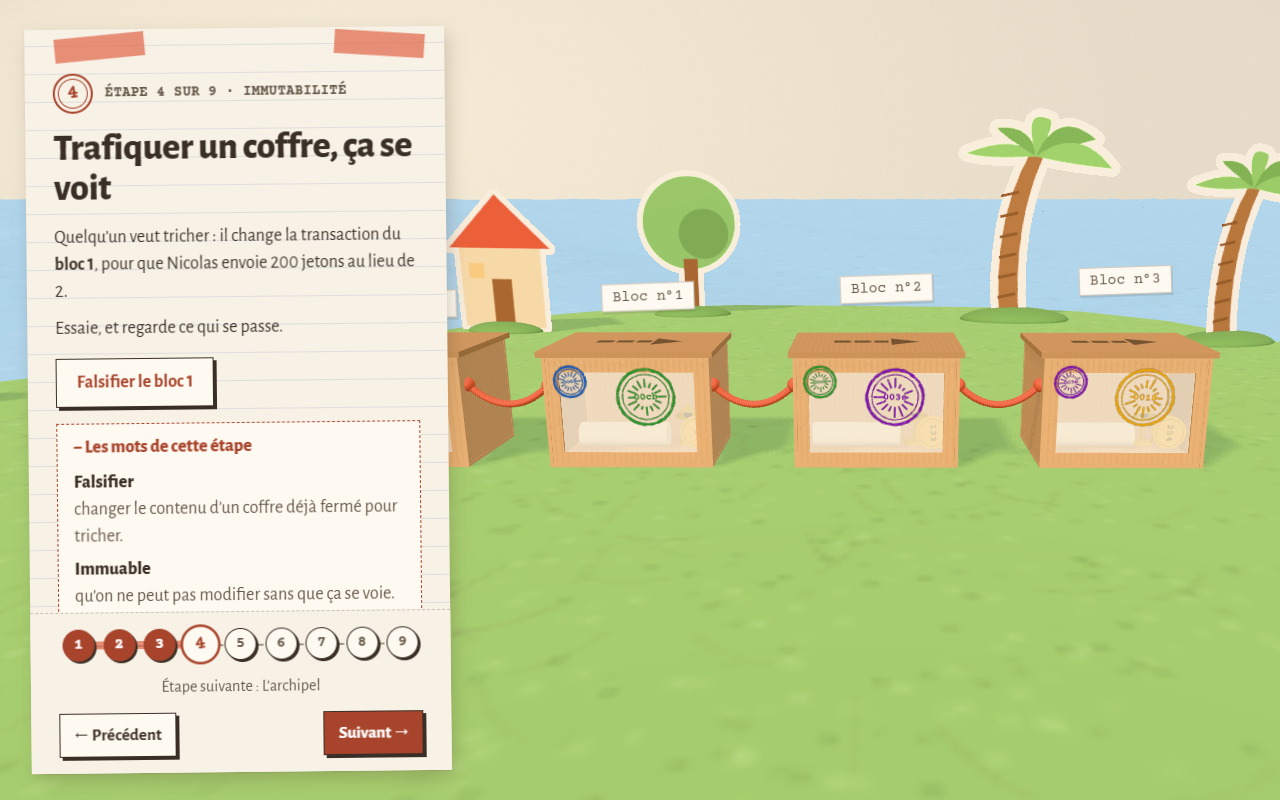 4
ÉTAPE 4 SUR 9 · IMMUTABILITÉ
Trafiquer un coffre, ça se
voit
Quelqu'un veut tricher : il change la transaction du
bloc 1, pour que Nicolas envoie 200 jetons au lieu de
2.
Essaie, et regarde ce qui se passe.
Falsifier le bloc 1
– Les mots de cette étape
Falsifier
changer le contenu d'un coffre déjà fermé pour
tricher.
Immuable
qu'on ne peut pas modifier sans que ça se voie.
1 2 3 4 5 6 7 8 9
Étape suivante : L'archipel
← Précédent
Suivant →
Bloc n°1
Bloc n°2
Bloc n°3